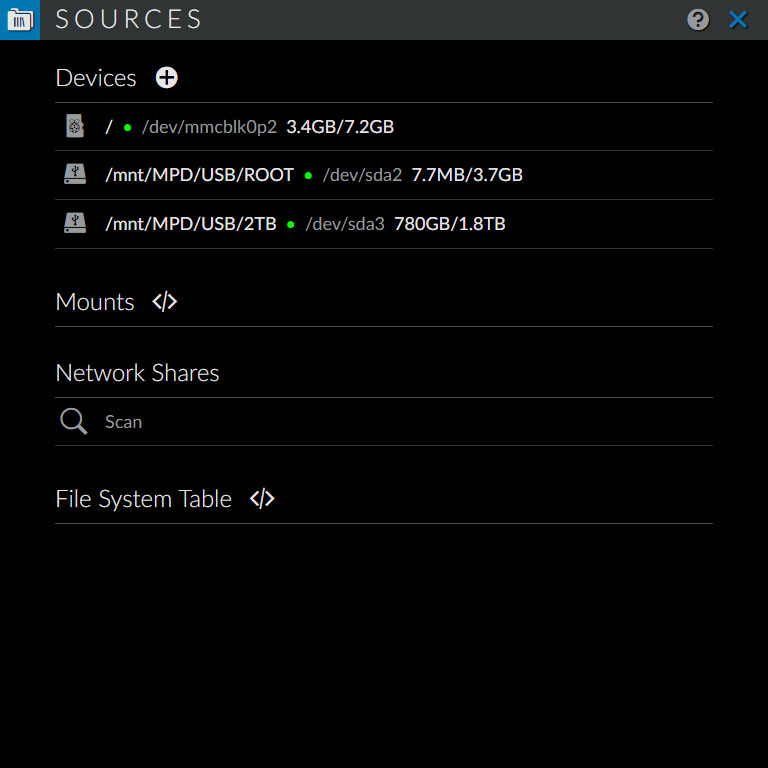 SOURCES
Devices
/ • /dev/mmcblk0p2 3.4GB/7.2GB
/mnt/MPD/USB/ROOT • /dev/sda2 7.7MB/3.7GB
/mnt/MPD/USB/2TB • /dev/sda3 780GB/1.8TB
Mounts </>
Network Shares
Scan
File System Table </>